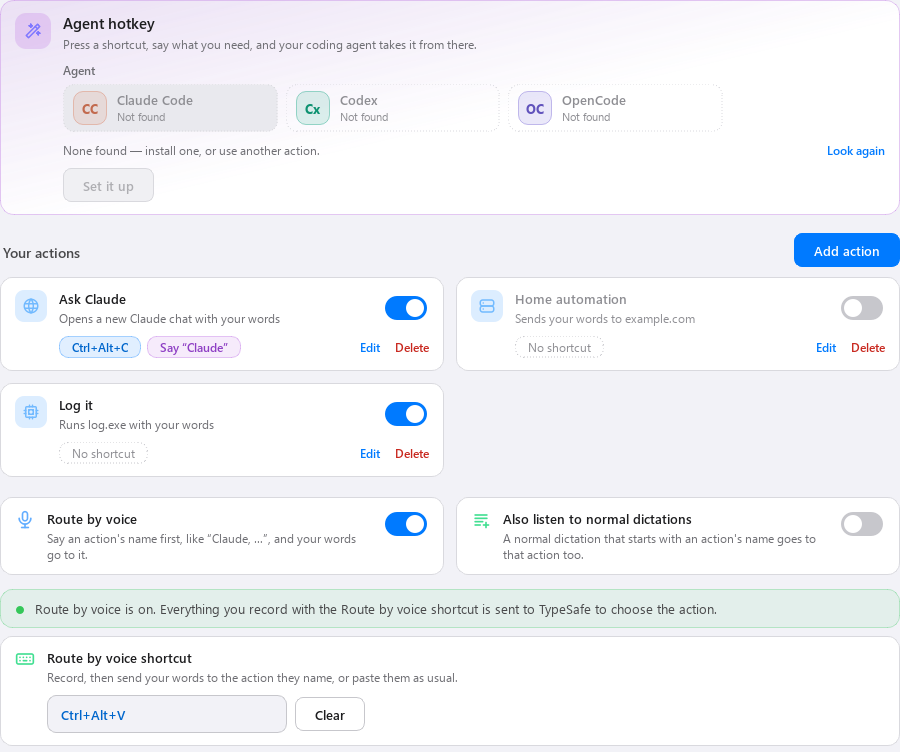 Agent hotkey
Press a shortcut, say what you need, and your coding agent takes it from there.
Agent
CC
Claude Code
Not found
Cx
Codex
Not found
OC
OpenCode
Not found
None found — install one, or use another action.
Look again
Set it up
Your actions
Add action
Ask Claude
Opens a new Claude chat with your words
Ctrl+Alt+C
Say “Claude”
Edit
Delete
Home automation
Sends your words to example.com
No shortcut
Edit
Delete
Log it
Runs log.exe with your words
No shortcut
Edit
Delete
Route by voice
Say an action's name first, like “Claude, ...”, and your words
go to it.
Also listen to normal dictations
A normal dictation that starts with an action's name goes to
that action too.
Route by voice is on. Everything you record with the Route by voice shortcut is sent to TypeSafe to choose the action.
Route by voice shortcut
Record, then send your words to the action they name, or paste them as usual.
Ctrl+Alt+V
Clear